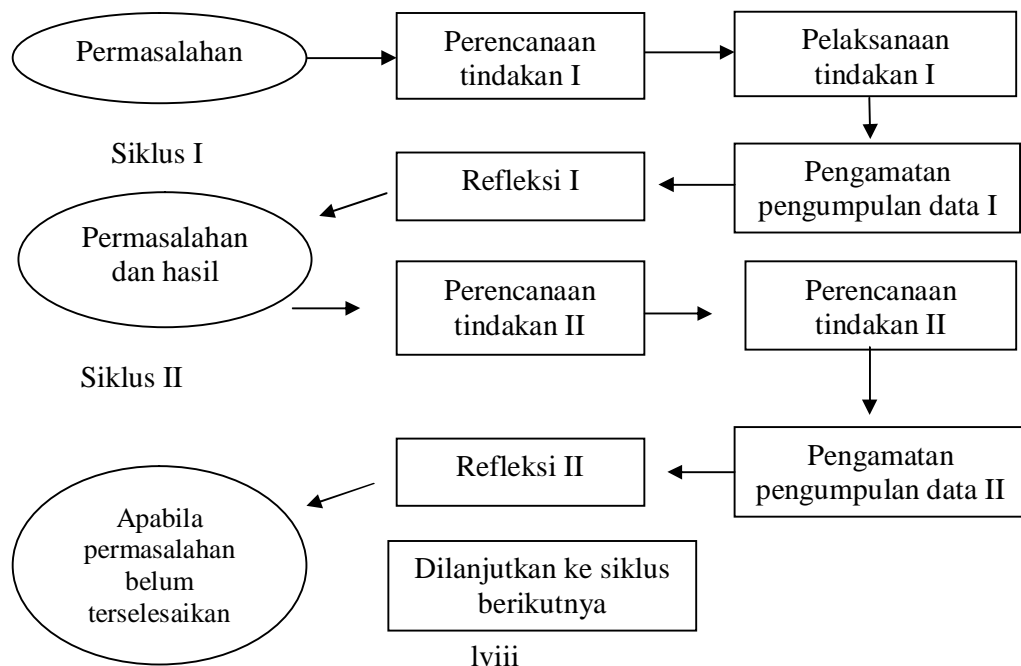 Permasalahan
Perencanaan
tindakan I
Pelaksanaan
tindakan I
Siklus I
Refleksi I
Pengamatan
pengumpulan data I
Permasalahan
dan hasil
Perencanaan
tindakan II
Perencanaan
tindakan II
Siklus II
Refleksi II
Pengamatan
pengumpulan data II
Apabila
permasalahan
belum
terselesaikan
Dilanjutkan ke siklus
berikutnya
lviii